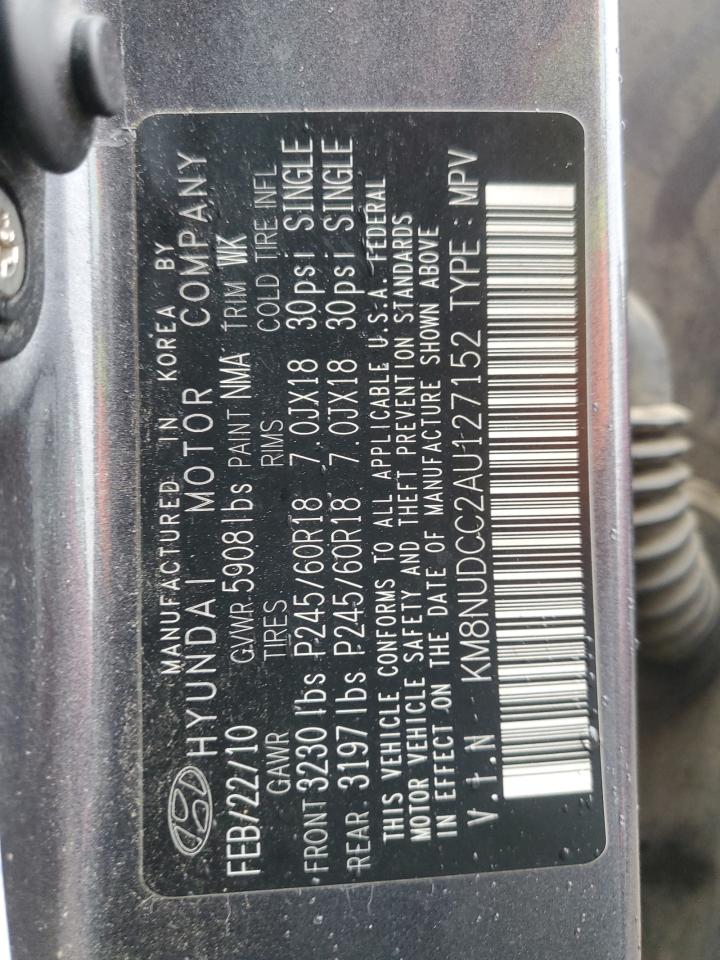 MANUFACTURED IN KOREA BY
HYUNDAI MOTOR COMPANY
FEB/22/10 GVWR 5908lbs PAINT NMA TRIM WK
GAWR TIRES RIMS COLD TIRE INFL
FRONT 3230 lbs P245/60R18 7.0JX18 30psi SINGLE
REAR. 3197 lbs P245/60R18 7.0JX18 30psi SINGLE
THIS VEHICLE CONFORMS TO ALL APPLICABLE U.S.A. FEDERAL
MOTOR VEHICLE SAFETY AND THEFT PREVENTION STANDARDS
IN EFFECT ON THE DATE OF MANUFACTURE SHOWN ABOVE
V.I.N KM8NUDCC2AU127152 TYPE : MPV